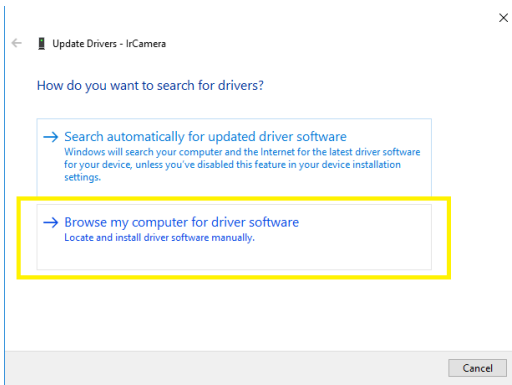 Update Drivers - IrCamera
How do you want to search for drivers?
Search automatically for updated driver software
Windows will search your computer and the Internet for the latest driver software
for your device, unless you've disabled this feature in your device installation
settings.
Browse my computer for driver software
Locate and install driver software manually.
Cancel